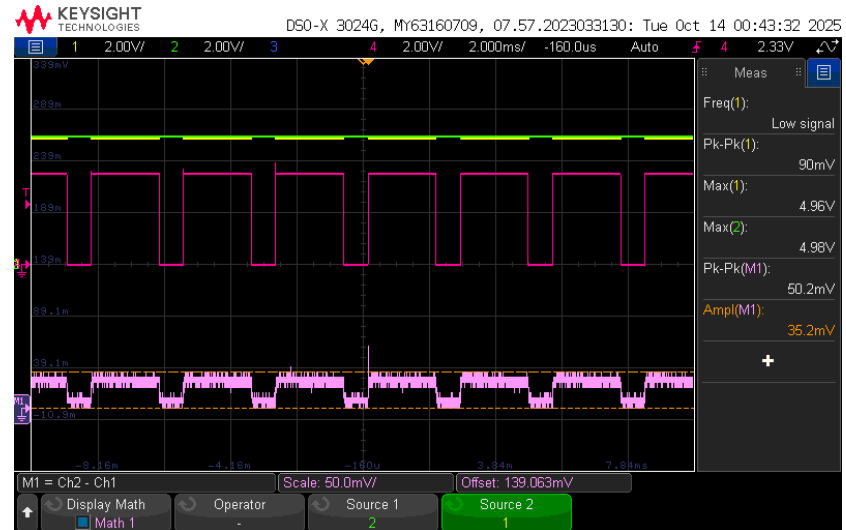 KEYSIGHT
TECHNOLOGIES
DSO-X 3024G, MY63160709, 07.57.2023033130: Tue Oct 14 00:43:32 2025
1 2.00V/ 2 2.00V/ 3 4 2.00V/ 2.000ms/ -160.0us Auto 4 2.33V
339mV
Meas
289m
Freq(1):
Low signal
Pk-Pk(1):
239m
90mV
Max(1):
T
189m
4.96V
Max(2):
4.98V
139m
Pk-Pk(M1):
50.2mV
89.1m
Ampl(M1):
35.2mV
39.1m
+
M1
-10.9m
-8.16m -4.16m -160u 3.84m 7.84ms
M1 = Ch2 - Ch1 Scale: 50.0mV/ Offset: 139.063mV
Display Math Operator Source 1 Source 2
Math 1 - 2 1